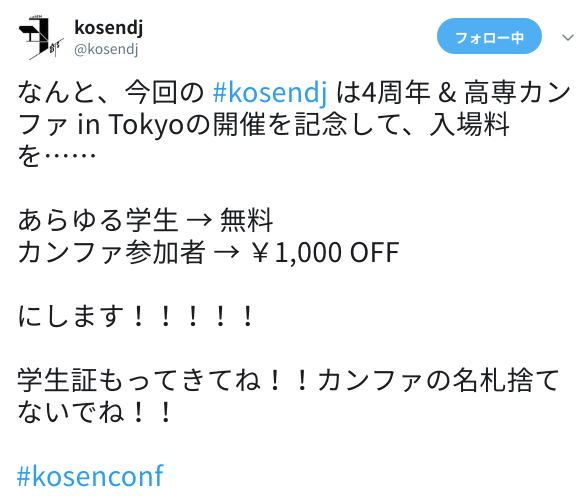 kosendj
@kosendj
フォロー中
なんと、今回の #kosendj は4周年 & 高専カン
ファ in Tokyoの開催を記念して、入場料
を……
あらゆる学生 → 無料
カンファ参加者 → ￥1,000 OFF
にします！！！！！
学生証もってきてね！！カンファの名札捨て
ないでね！！
#kosenconf